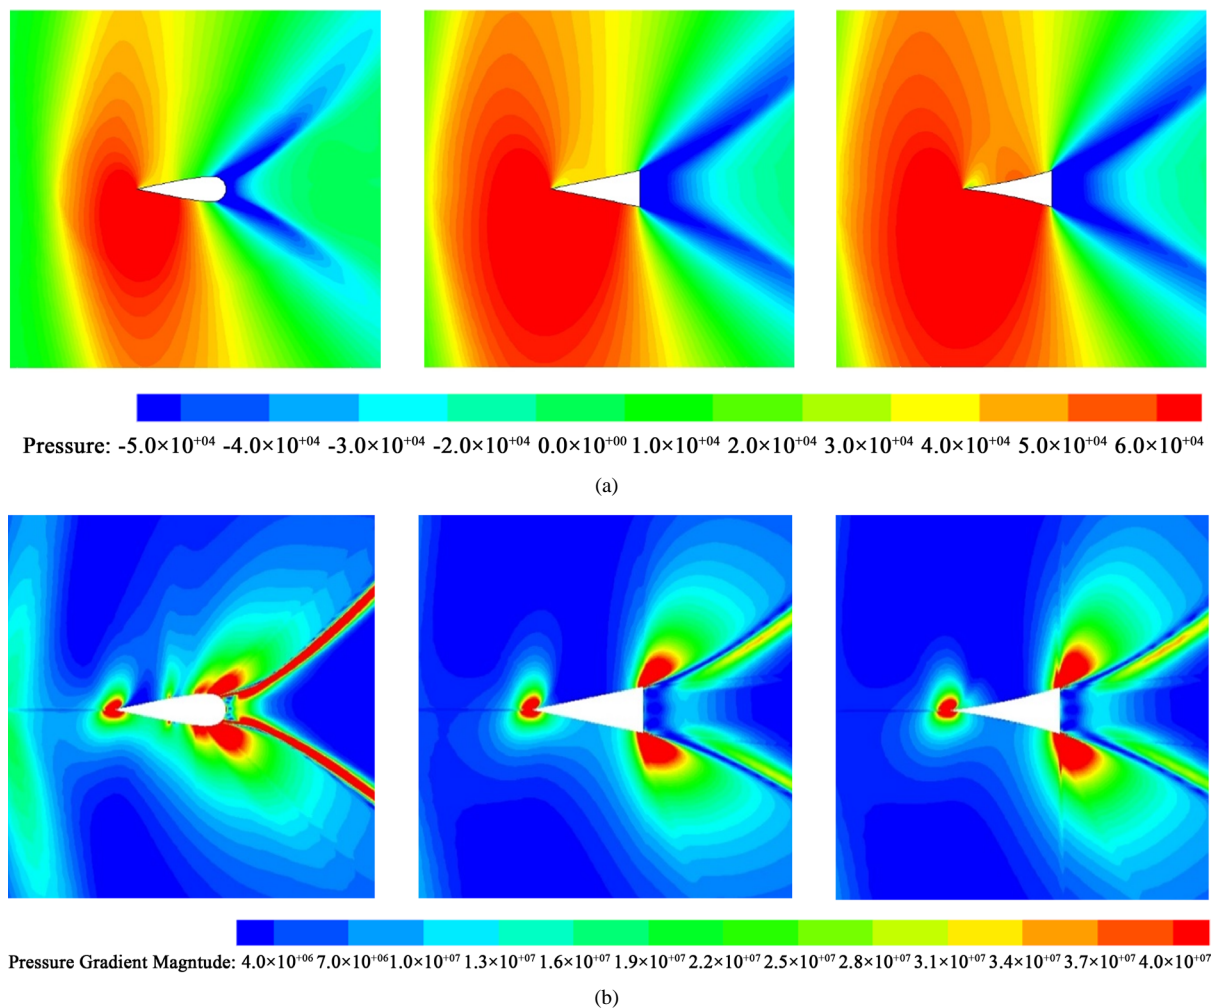 Pressure: -5.0×10⁺⁰⁴ -4.0×10⁺⁰⁴ -3.0×10⁺⁰⁴ -2.0×10⁺⁰⁴ 0.0×10⁺⁰⁰ 1.0×10⁺⁰⁴ 2.0×10⁺⁰⁴ 3.0×10⁺⁰⁴ 4.0×10⁺⁰⁴ 5.0×10⁺⁰⁴ 6.0×10⁺⁰⁴
(a)
Pressure Gradient Magntude: 4.0×10⁺⁰⁶ 7.0×10⁺⁰⁶ 1.0×10⁺⁰⁷ 1.3×10⁺⁰⁷ 1.6×10⁺⁰⁷ 1.9×10⁺⁰⁷ 2.2×10⁺⁰⁷ 2.5×10⁺⁰⁷ 2.8×10⁺⁰⁷ 3.1×10⁺⁰⁷ 3.4×10⁺⁰⁷ 3.7×10⁺⁰⁷ 4.0×10⁺⁰⁷
(b)